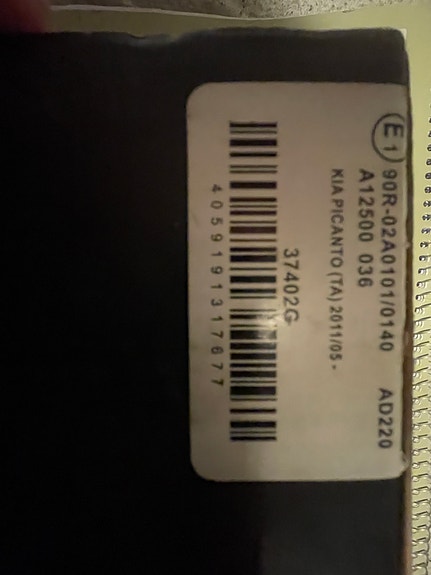 E1 90R-02A0101/0140 AD220
A12500 036
KIA PICANTO (TA) 2011/05 -
37402G
4059191317677